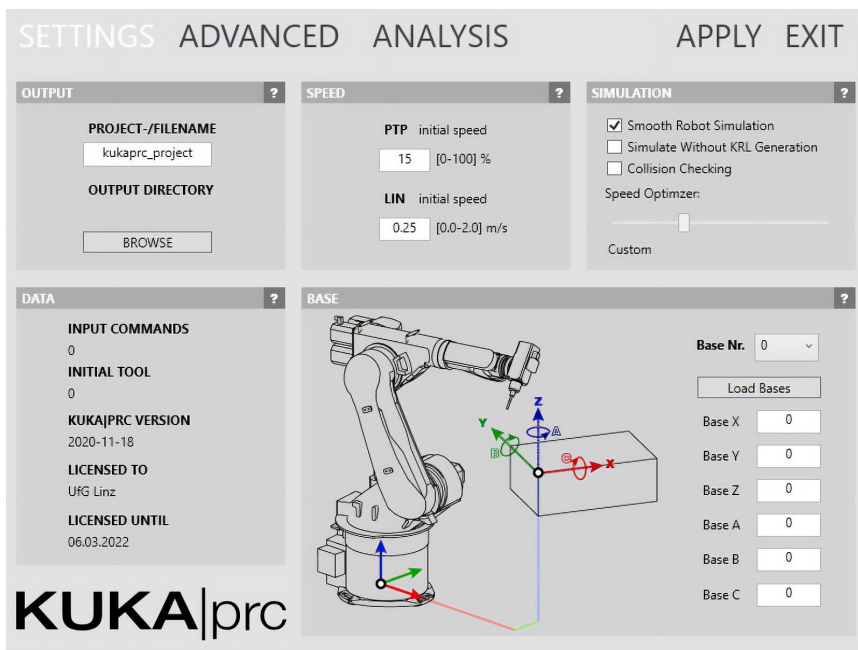 SETTINGS ADVANCED ANALYSIS APPLY EXIT
OUTPUT ?
PROJECT-/FILENAME
kukaprc_project
OUTPUT DIRECTORY
BROWSE
SPEED ?
PTP initial speed
15 [0-100] %
LIN initial speed
0.25 [0.0-2.0] m/s
SIMULATION ?
Smooth Robot Simulation
Simulate Without KRL Generation
Collision Checking
Speed Optimzer:
Custom
DATA ?
INPUT COMMANDS
0
INITIAL TOOL
0
KUKA|PRC VERSION
2020-11-18
LICENSED TO
UfG Linz
LICENSED UNTIL
06.03.2022
BASE ?
Z
A
Y
B
C
X
Base Nr. 0
Load Bases
Base X 0
Base Y 0
Base Z 0
Base A 0
Base B 0
Base C 0
KUKA|prc